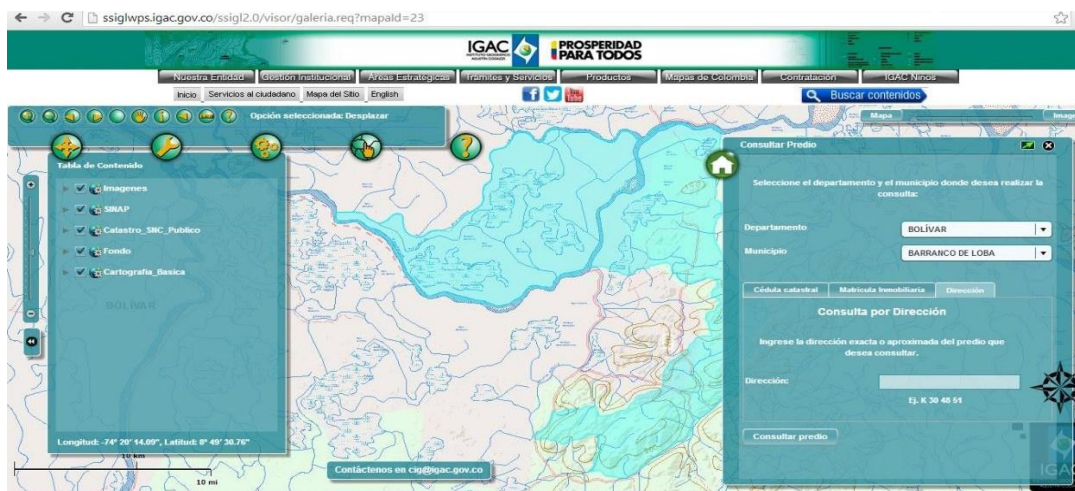 ssiglwps.igac.gov.co/ssigl2.0/visor/galeria.req?mapaId=23
IGAC
PROSPERIDAD
PARA TODOS
Nuestra Entidad Gestión Institucional Áreas Estratégicas Trámites y Servicios Productos Mapas de Colombia Contratación IGAC Niños
Inicio Servicios al ciudadano Mapa del Sitio English
Buscar contenidos
Opción seleccionada: Desplazar
Mapa
Tabla de Contenido
Imagenes
SINAP
Catastro_SNC_Publico
Fondo
Cartografia_Basica
BOLIVAR
Longitud: -74° 20' 14.09", Latitud: 8° 49' 30.76"
10 km
10 mi
Contáctenos en cig@igac.gov.co
Consultar Predio
Seleccione el departamento y el municipio donde desea realizar la
consulta:
Departamento BOLÍVAR
Municipio BARRANCO DE LOBA
Cédula catastral Matrícula Inmobiliaria Dirección
Consulta por Dirección
Ingrese la dirección exacta o aproximada del predio que
desea consultar.
Dirección:
Ej. K 30 48 51
Consultar predio
IGAC